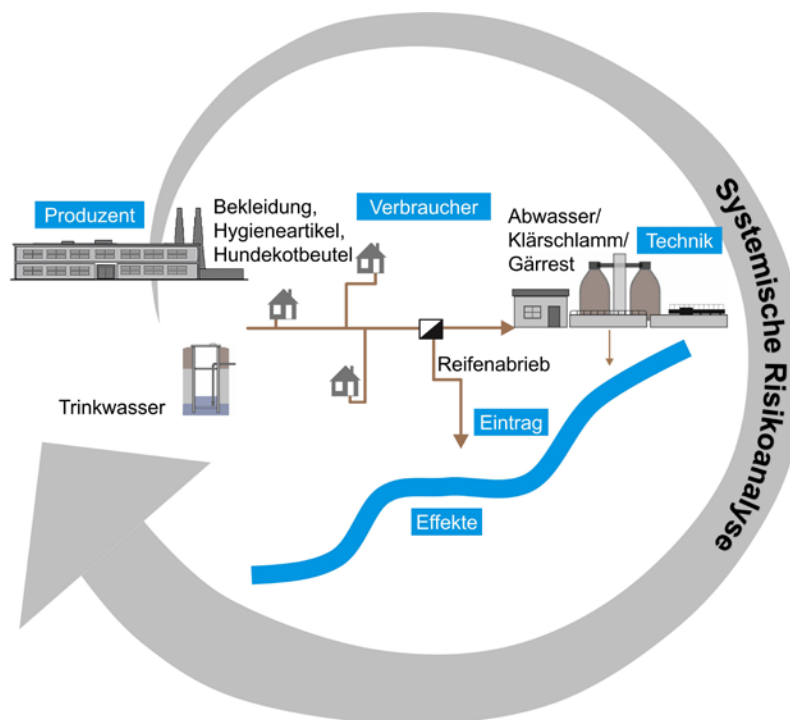 Produzent
Bekleidung,
Hygieneartikel,
Hundekotbeutel
Verbraucher
Abwasser/
Klärschlamm/
Gärrest
Technik
Trinkwasser
Reifenabrieb
Eintrag
Effekte
Systemische Risikoanalyse